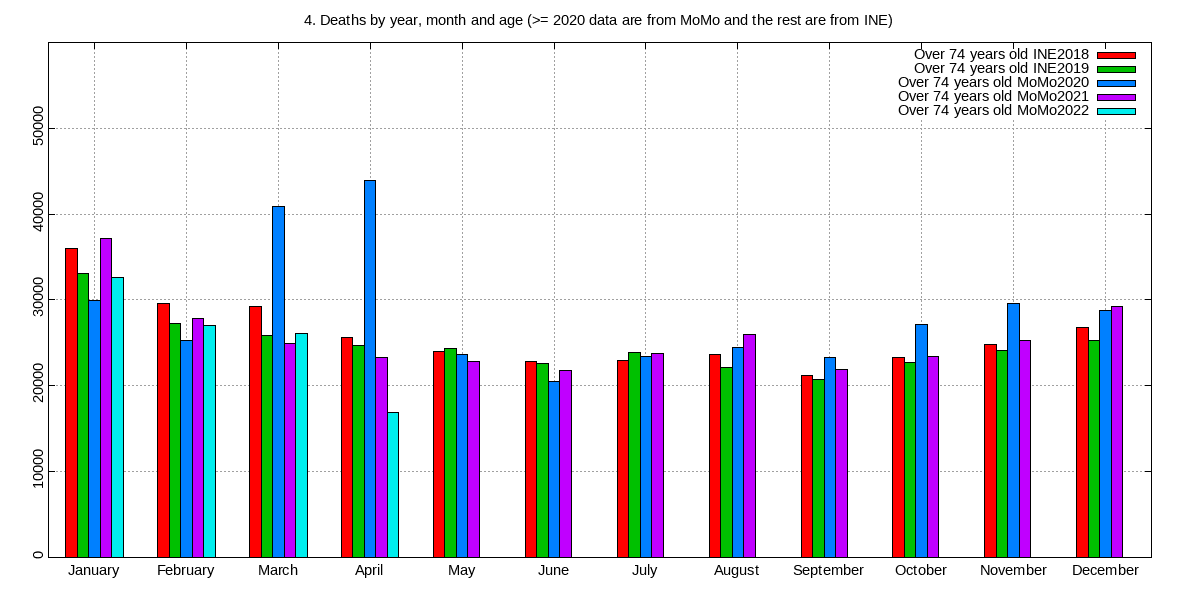 4. Deaths by year, month and age (>= 2020 data are from MoMo and the rest are from INE)
Over 74 years old INE2018
Over 74 years old INE2019
Over 74 years old MoMo2020
Over 74 years old MoMo2021
Over 74 years old MoMo2022
50000
40000
30000
20000
10000
0
January February March April May June July August September October November December